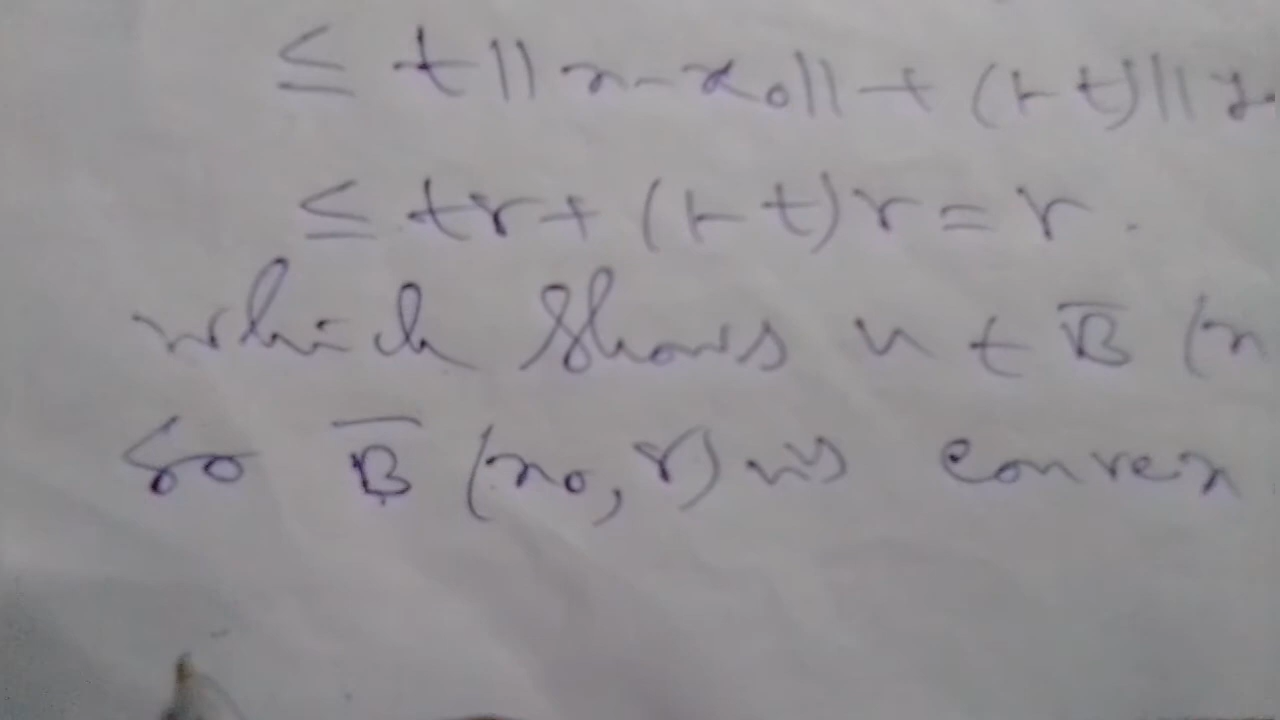 ≤ t||x-x₀|| + (1-t)||y
≤ tr + (1-t)r = r.
which shows u ∈ B̅ (x
So B̅ (x₀, r) is convex